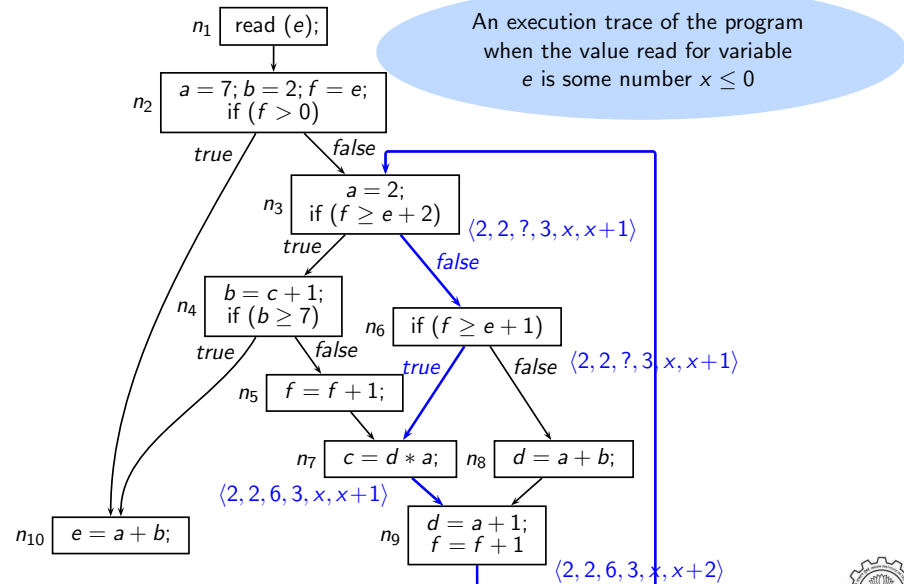 An execution trace of the program
when the value read for variable
e is some number x ≤ 0
n1 read (e);
n2 a = 7; b = 2; f = e;
if (f > 0)
true
false
n3 a = 2;
if (f ≥ e + 2)
⟨2, 2, ?, 3, x, x+1⟩
true
false
n4 b = c + 1;
if (b ≥ 7)
n6 if (f ≥ e + 1)
true
false
true
false
⟨2, 2, ?, 3, x, x+1⟩
n5 f = f + 1;
n7 c = d ∗ a;
n8 d = a + b;
⟨2, 2, 6, 3, x, x+1⟩
n9 d = a + 1;
f = f + 1
n10 e = a + b;
⟨2, 2, 6, 3, x, x+2⟩